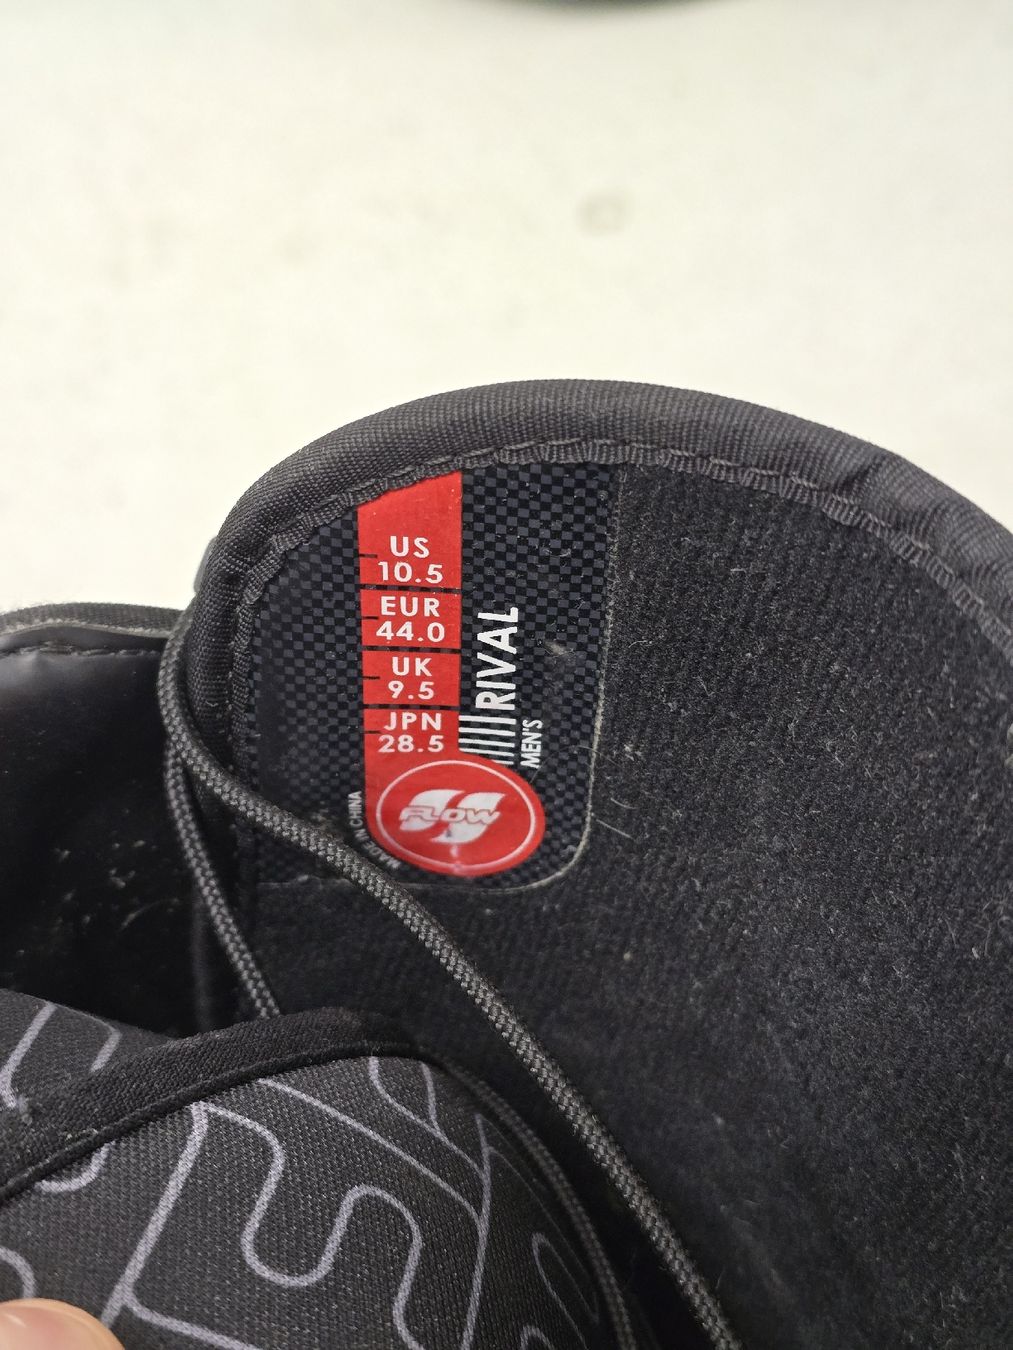 US
10.5
EUR
44.0
UK
9.5
JPN
28.5
RIVAL
MEN'S
FLOW
MADE IN CHINA